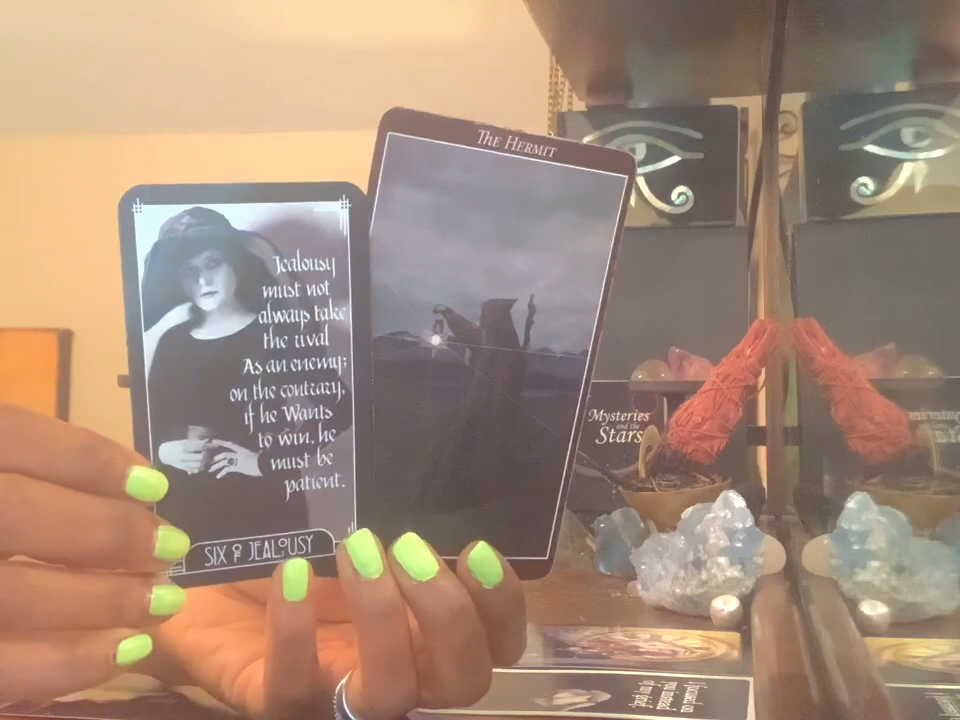 Jealousy
must not
always take
the rival
As an enemy;
on the contrary,
if he Wants
to win, he
must be
patient.
SIX OF JEALOUSY
THE HERMIT
Mysteries
and the
Stars